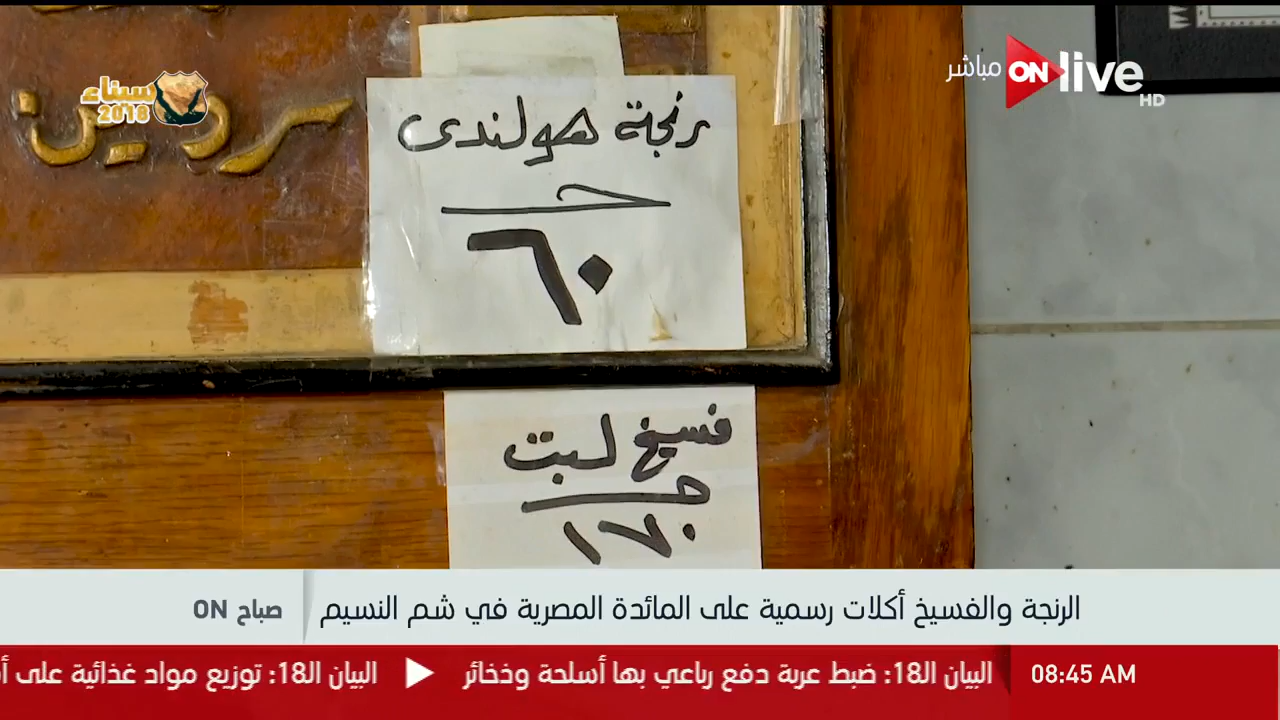 سيناء
2018
مباشر ON live
HD
رنجة هولندى
حـ
٦٠
فسيخ لبت
جـ
١٧٠
الرنجة والفسيخ أكلات رسمية على المائدة المصرية في شم النسيم
صباح ON
08:45 AM
البيان الـ18: ضبط عربة دفع رباعي بها أسلحة وذخائر
البيان الـ18: توزيع مواد غذائية على